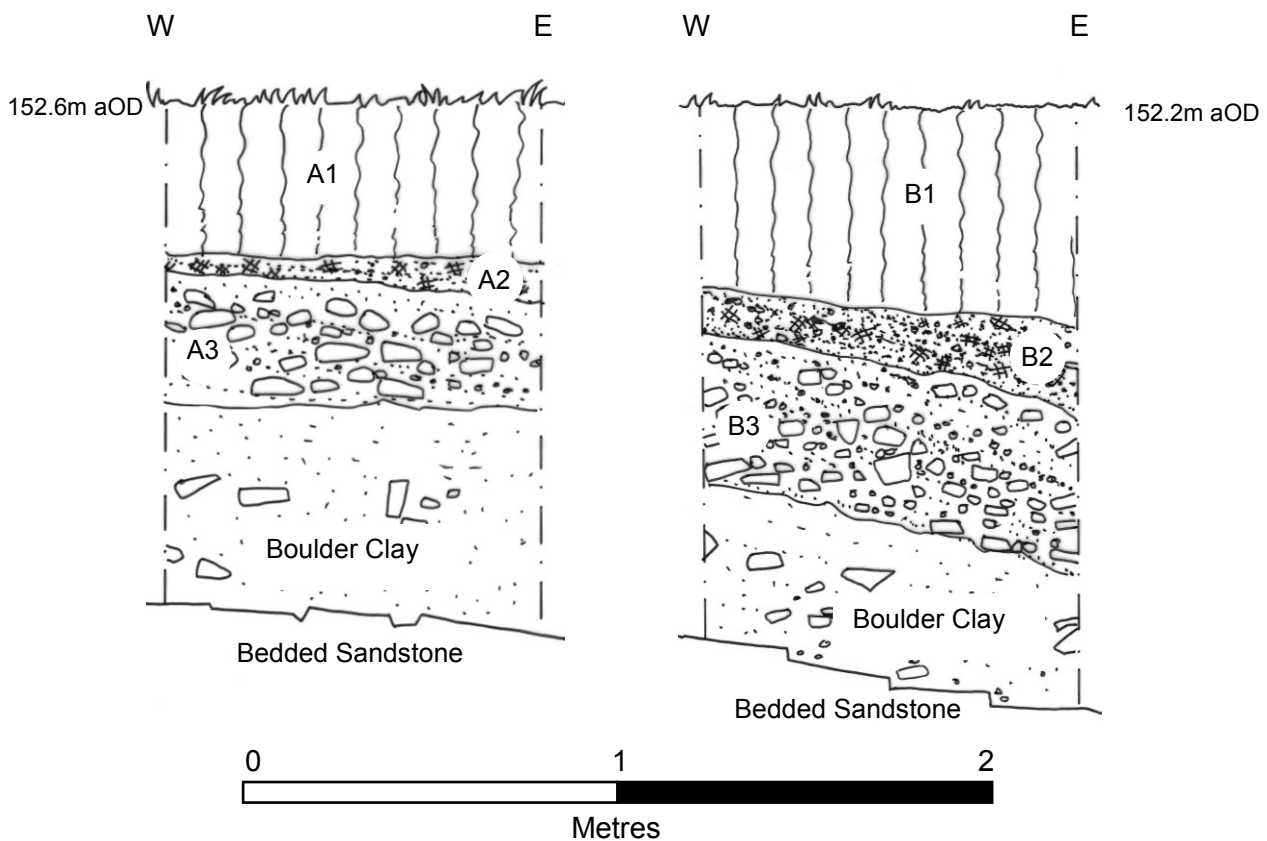 W E W E
152.6m aOD 152.2m aOD
A1 B1
A2
A3
B2
B3
Boulder Clay
Boulder Clay
Bedded Sandstone
Bedded Sandstone
0 1 2
Metres